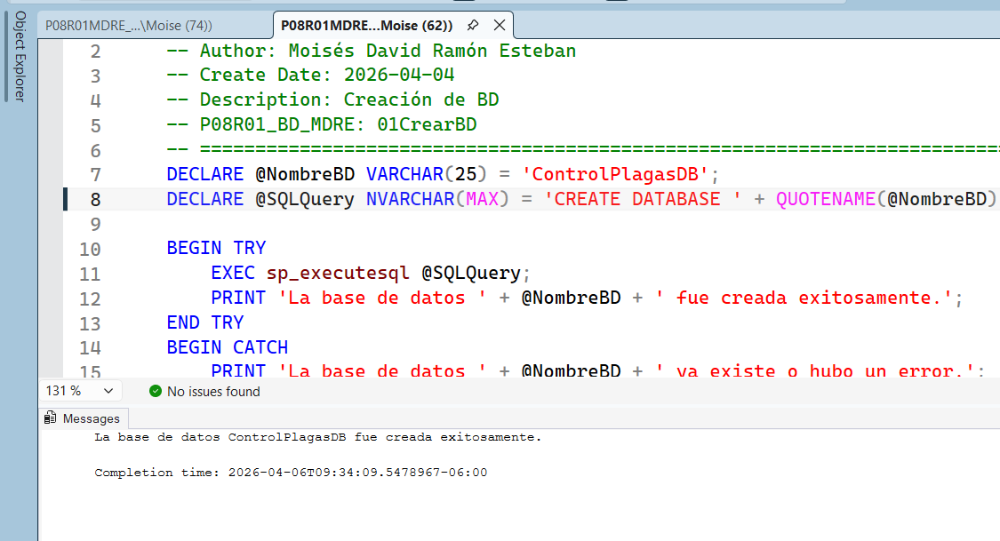 Object Explorer
P08R01MDRE_...\Moise (74))
P08R01MDRE...Moise (62))
2 -- Author: Moisés David Ramón Esteban
3 -- Create Date: 2026-04-04
4 -- Description: Creación de BD
5 -- P08R01_BD_MDRE: 01CrearBD
6 -- =========================================================================
7 DECLARE @NombreBD VARCHAR(25) = 'ControlPlagasDB';
8 DECLARE @SQLQuery NVARCHAR(MAX) = 'CREATE DATABASE ' + QUOTENAME(@NombreBD)
9
10 BEGIN TRY
11 EXEC sp_executesql @SQLQuery;
12 PRINT 'La base de datos ' + @NombreBD + ' fue creada exitosamente.';
13 END TRY
14 BEGIN CATCH
15 PRINT 'La base de datos ' + @NombreBD + ' ya existe o hubo un error.';
131 %
No issues found
Messages
La base de datos ControlPlagasDB fue creada exitosamente.
Completion time: 2026-04-06T09:34:09.5478967-06:00